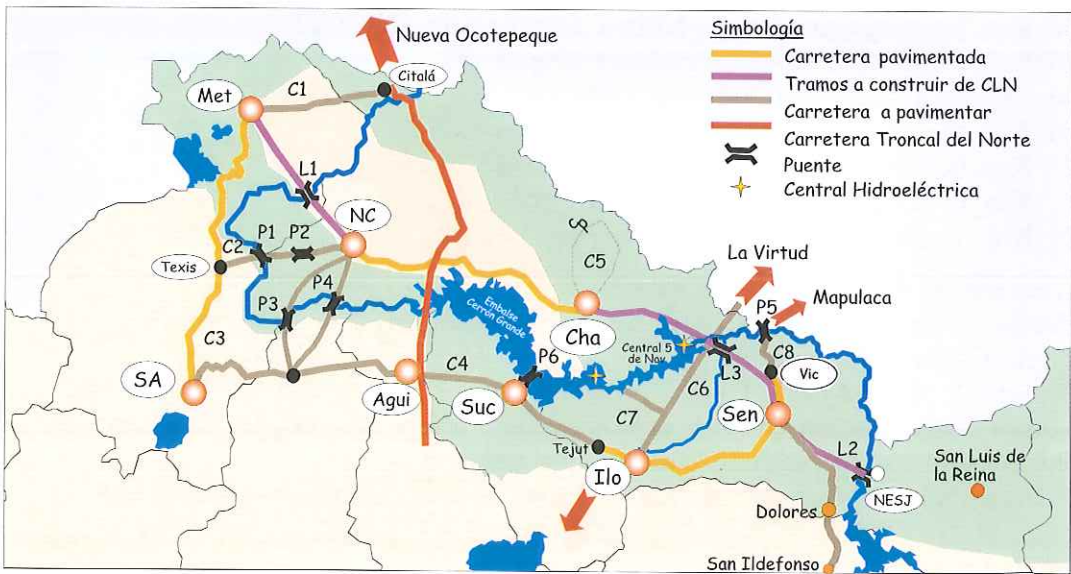 Nueva Ocotepeque
Simbología
Carretera pavimentada
Tramos a construir de CLN
Carretera a pavimentar
Carretera Troncal del Norte
Puente
Central Hidroeléctrica
Citalá
C1
Met
L1
NC
CP
P1
P2
C2
Texis
C5
La Virtud
P4
P3
Embalse
Cerrón Grande
P5
Mapulaca
Cha
C3
Central 5
de Nov.
C4
P6
C8
L3
Vic
SA
C6
Agui
Suc
Sen
C7
Tejut
L2
San Luis de
la Reina
Ilo
NESJ
Dolores
San Ildefonso